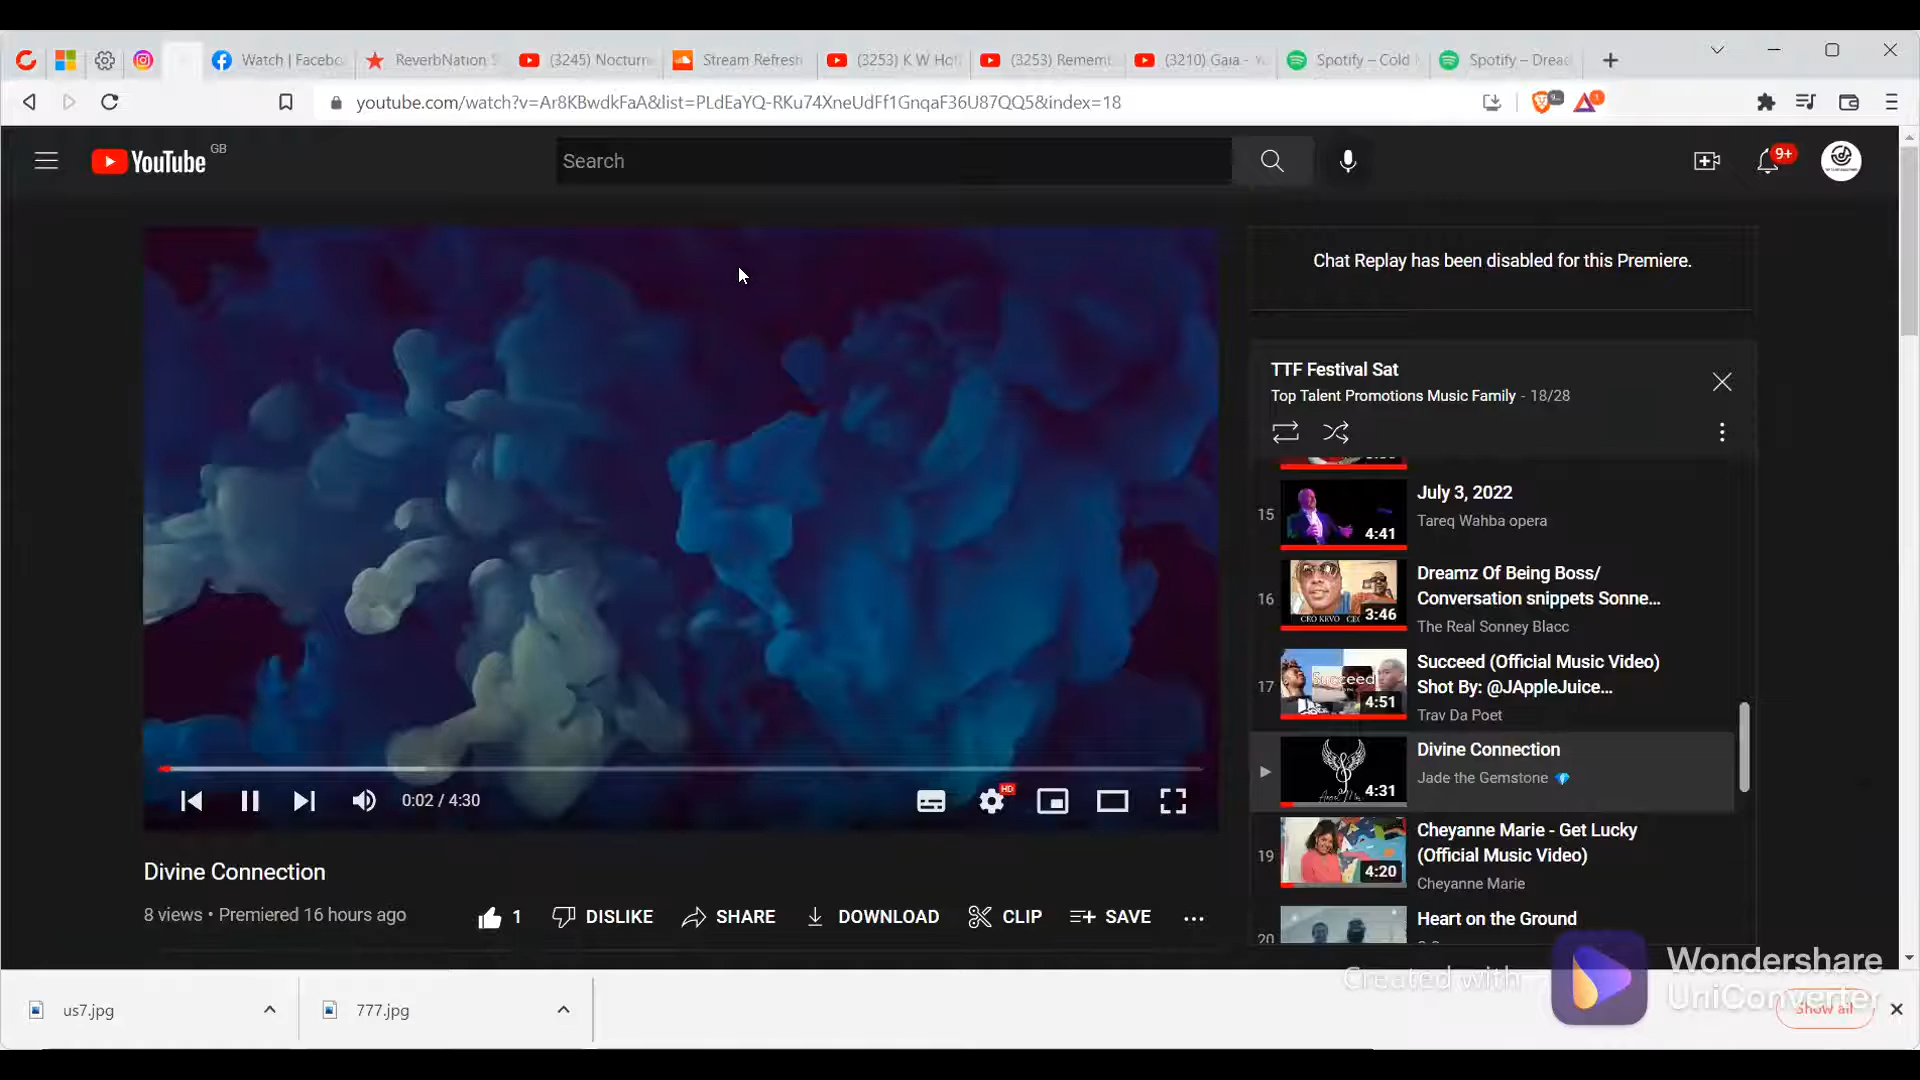 Watch | Facebo
ReverbNation S
(3245) Nocturn
Stream Refresh
(3253) K W Ho
(3253) Rememb
(3210) Gaia - Y
Spotify – Cold
Spotify – Dread
youtube.com/watch?v=Ar8KBwdkFaA&list=PLdEaYQ-RKu74XneUdFf1GnqaF36U87QQ5&index=18
YouTube GB
Search
9+
Chat Replay has been disabled for this Premiere.
TTF Festival Sat
Top Talent Promotions Music Family - 18/28
15
July 3, 2022
Tareq Wahba opera
4:41
16
Dreamz Of Being Boss/
Conversation snippets Sonne...
The Real Sonney Blacc
3:46
CEO KEVO
17
Succeed (Official Music Video)
Shot By: @JAppleJuice...
Trav Da Poet
Succeed
4:51
Divine Connection
Jade the Gemstone
4:31
19
Cheyanne Marie - Get Lucky
(Official Music Video)
Cheyanne Marie
4:20
20
Heart on the Ground
0:02 / 4:30
HD
Divine Connection
8 views • Premiered 16 hours ago
1
DISLIKE
SHARE
DOWNLOAD
CLIP
SAVE
us7.jpg
777.jpg
Show all
Created with
Wondershare
UniConverter